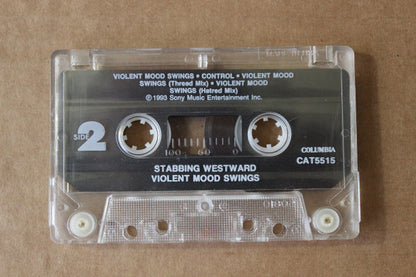 VIOLENT MOOD SWINGS • CONTROL • VIOLENT MOOD
SWINGS (Thread Mix) • VIOLENT MOOD
SWINGS (Hatred Mix)
℗ 1993 Sony Music Entertainment Inc.
SIDE 2
100 60 0
COLUMBIA
CAT5515
STABBING WESTWARD
VIOLENT MOOD SWINGS